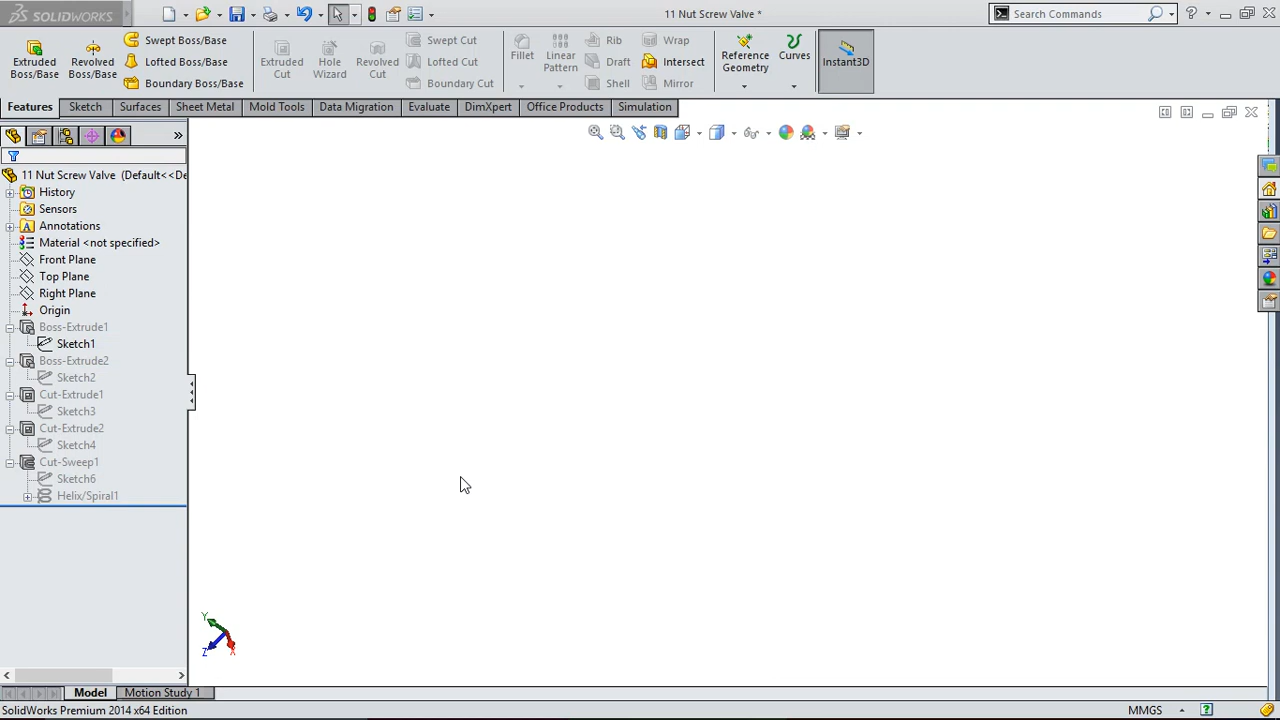 SOLIDWORKS
11 Nut Screw Valve *
Search Commands
Extruded Boss/Base
Revolved Boss/Base
Swept Boss/Base
Lofted Boss/Base
Boundary Boss/Base
Extruded Cut
Hole Wizard
Revolved Cut
Swept Cut
Lofted Cut
Boundary Cut
Fillet
Linear Pattern
Rib
Draft
Shell
Wrap
Intersect
Mirror
Reference Geometry
Curves
Instant3D
Features
Sketch
Surfaces
Sheet Metal
Mold Tools
Data Migration
Evaluate
DimXpert
Office Products
Simulation
11 Nut Screw Valve (Default<<De
History
Sensors
Annotations
Material <not specified>
Front Plane
Top Plane
Right Plane
Origin
Boss-Extrude1
Sketch1
Boss-Extrude2
Sketch2
Cut-Extrude1
Sketch3
Cut-Extrude2
Sketch4
Cut-Sweep1
Sketch6
Helix/Spiral1
Y
Z
X
Model
Motion Study 1
SolidWorks Premium 2014 x64 Edition
MMGS